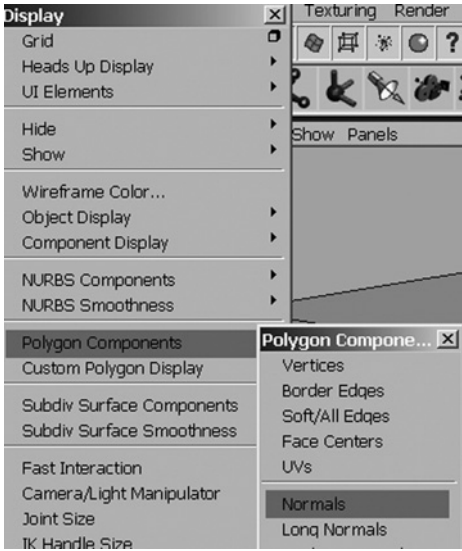 Display
Grid
Heads Up Display
UI Elements
Hide
Show
Wireframe Color...
Object Display
Component Display
NURBS Components
NURBS Smoothness
Polygon Components
Custom Polygon Display
Subdiv Surface Components
Subdiv Surface Smoothness
Fast Interaction
Camera/Light Manipulator
Joint Size
IK Handle Size
Texturing Render
?
Show Panels
Polygon Compone...
Vertices
Border Edges
Soft/All Edges
Face Centers
UVs
Normals
Long Normals